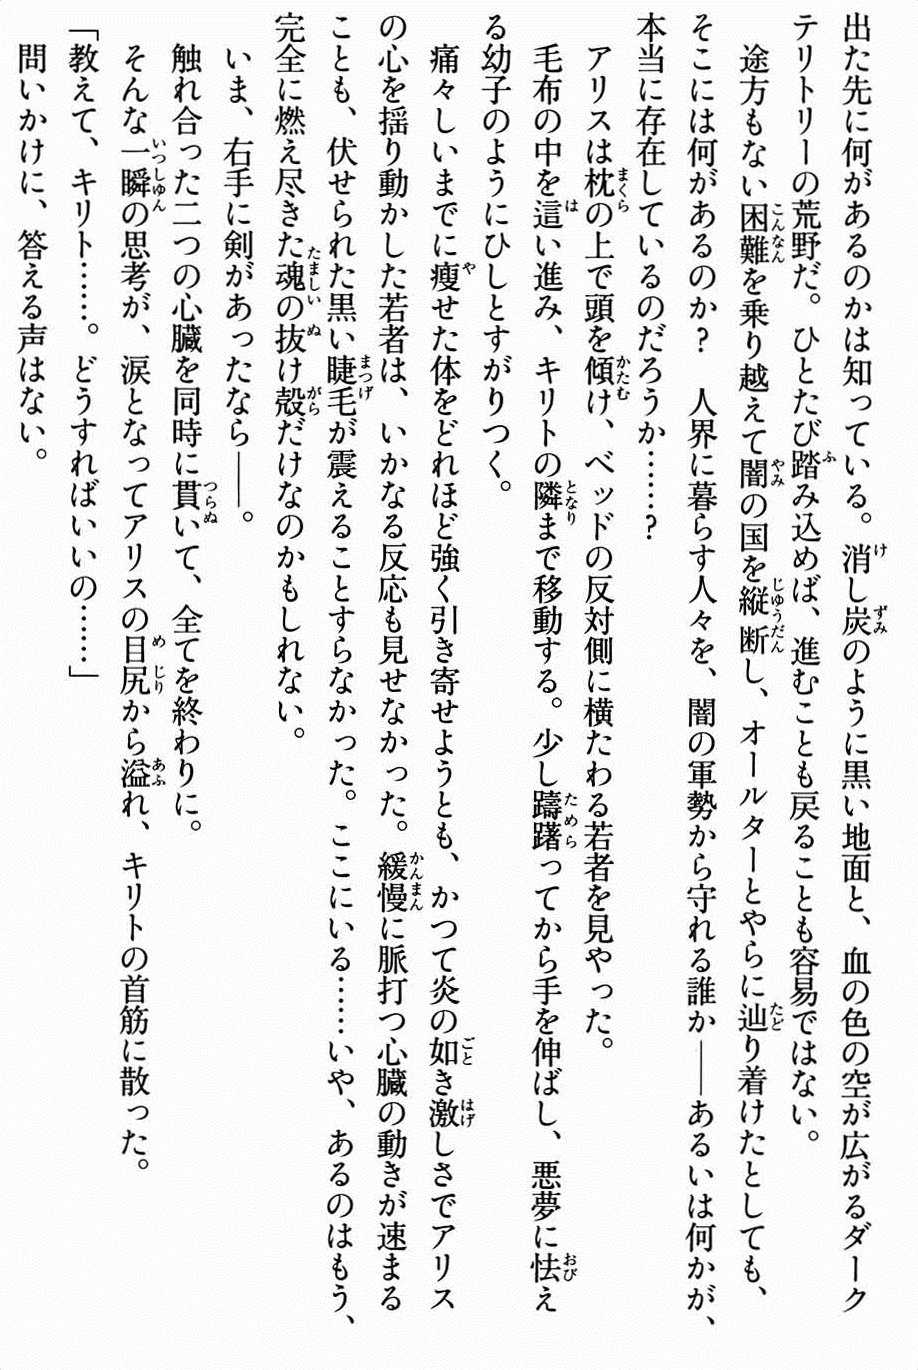 出た先に何があるのかは知っている。消し炭のように黒い地面と、血の色の空が広がるダーク
テリトリーの荒野だ。ひとたび踏み込めば、進むことも戻ることも容易ではない。
途方もない困難を乗り越えて闇の国を縦断し、オールターとやらに辿り着けたとしても、
そこには何があるのか？　人界に暮らす人々を、闇の軍勢から守れる誰か――あるいは何かが、
本当に存在しているのだろうか……？
アリスは枕の上で頭を傾け、ベッドの反対側に横たわる若者を見やった。
毛布の中を這い進み、キリトの隣まで移動する。少し躊躇ってから手を伸ばし、悪夢に怯え
る幼子のようにひしとすがりつく。
痛々しいまでに瘦せた体をどれほど強く引き寄せようとも、かつて炎の如き激しさでアリス
の心を揺り動かした若者は、いかなる反応も見せなかった。緩慢に脈打つ心臓の動きが速まる
ことも、伏せられた黒い睫毛が震えることすらなかった。ここにいる……いや、あるのはもう、
完全に燃え尽きた魂の抜け殻だけなのかもしれない。
いま、右手に剣があったなら――。
触れ合った二つの心臓を同時に貫いて、全てを終わりに。
そんな一瞬の思考が、涙となってアリスの目尻から溢れ、キリトの首筋に散った。
「教えて、キリト……。どうすればいいの……」
問いかけに、答える声はない。